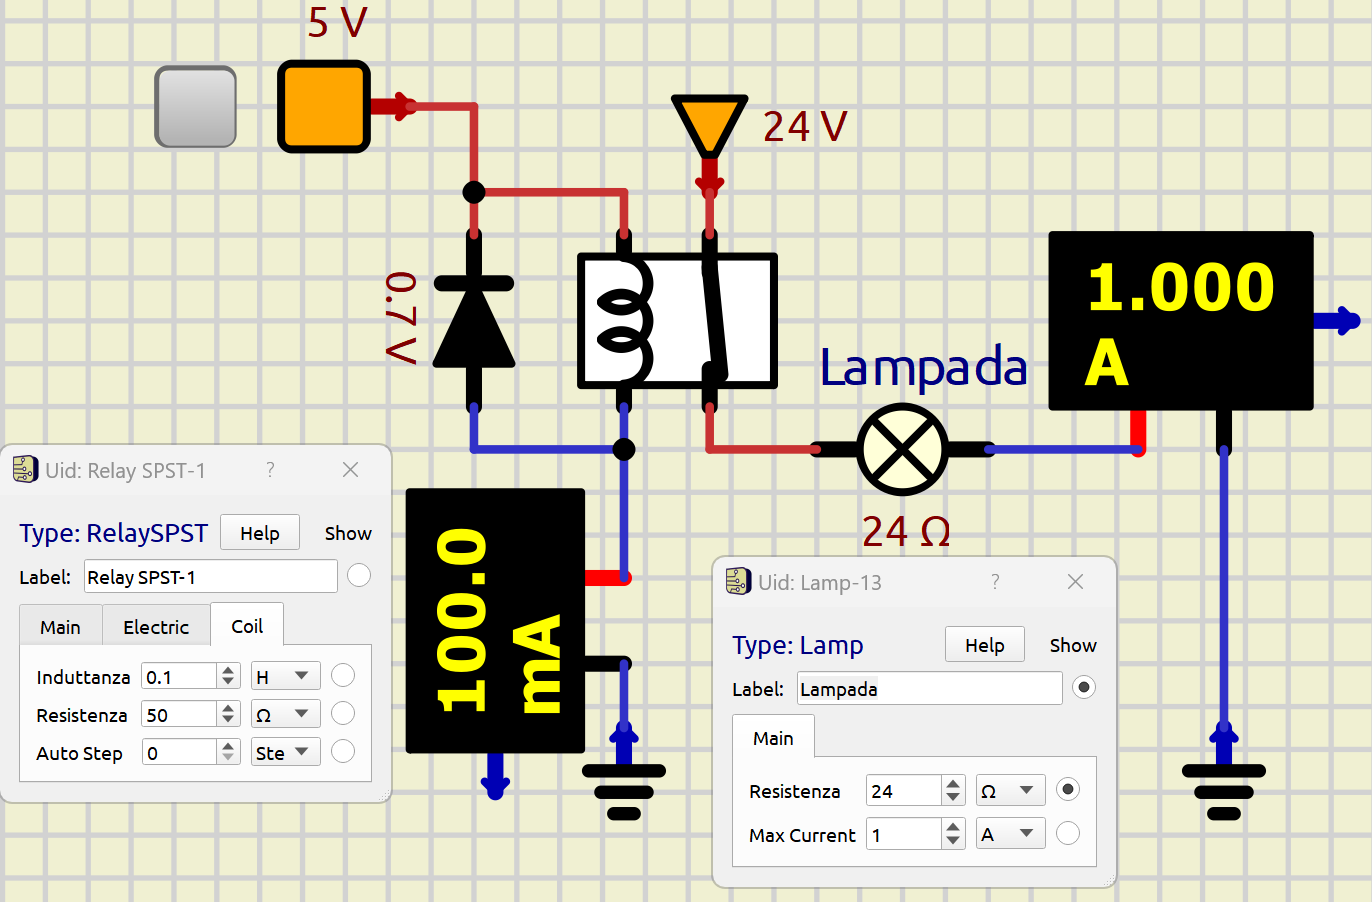 5 V
24 V
0.7 V
1.000
A
Lampada
24 Ω
100.0
mA
Uid: Relay SPST-1
?
Type: RelaySPST
Help
Show
Label:
Relay SPST-1
Main
Electric
Coil
Induttanza
0.1
H
Resistenza
50
Ω
Auto Step
0
Ste
Uid: Lamp-13
?
Type: Lamp
Help
Show
Label:
Lampada
Main
Resistenza
24
Ω
Max Current
1
A